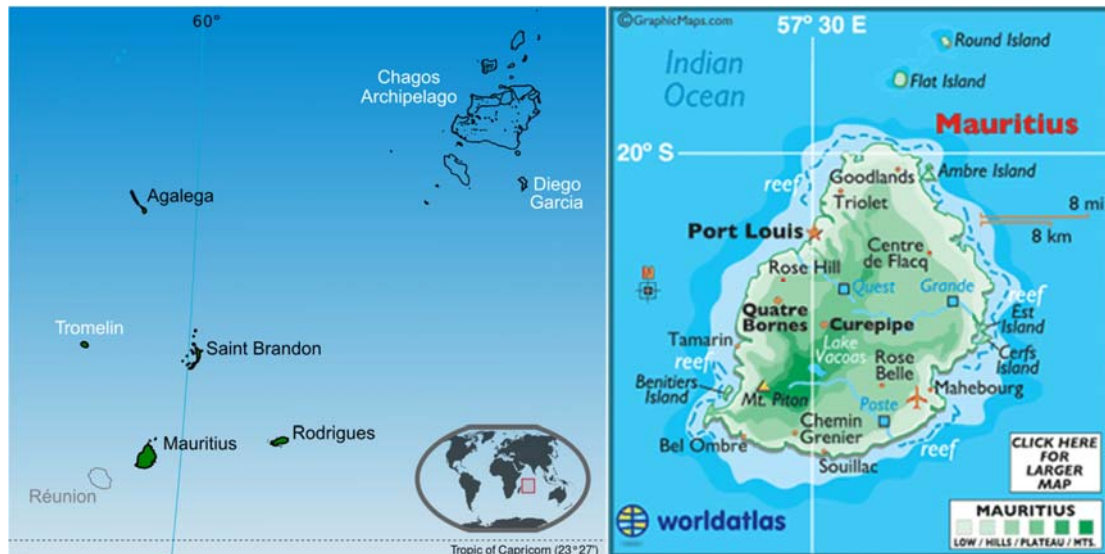 60°
Chagos
Archipelago
Diego
Garcia
Agalega
Tromelin
Saint Brandon
Mauritius
Rodrigues
Réunion
Tropic of Capricorn (23°27')
©GraphicMaps.com
57° 30 E
Indian
Ocean
Round Island
Flat Island
Mauritius
20° S
reef
Goodlands
Ambre Island
Triolet
8 mi
8 km
Port Louis
Centre
de Flacq
Rose Hill
N
Quest
Grande
reef
Quatre
Bornes
Curepipe
Est
Island
Tamarin
Lake
Vacoas
Cerfs
Island
reef
Rose
Belle
Benitiers
Island
Mt. Piton
Mahebourg
Poste
Chemin
Grenier
Bel Ombre
reef
Souillac
CLICK HERE
FOR
LARGER
MAP
worldatlas
MAURITIUS
LOW / HILLS / PLATEAU / MTS.